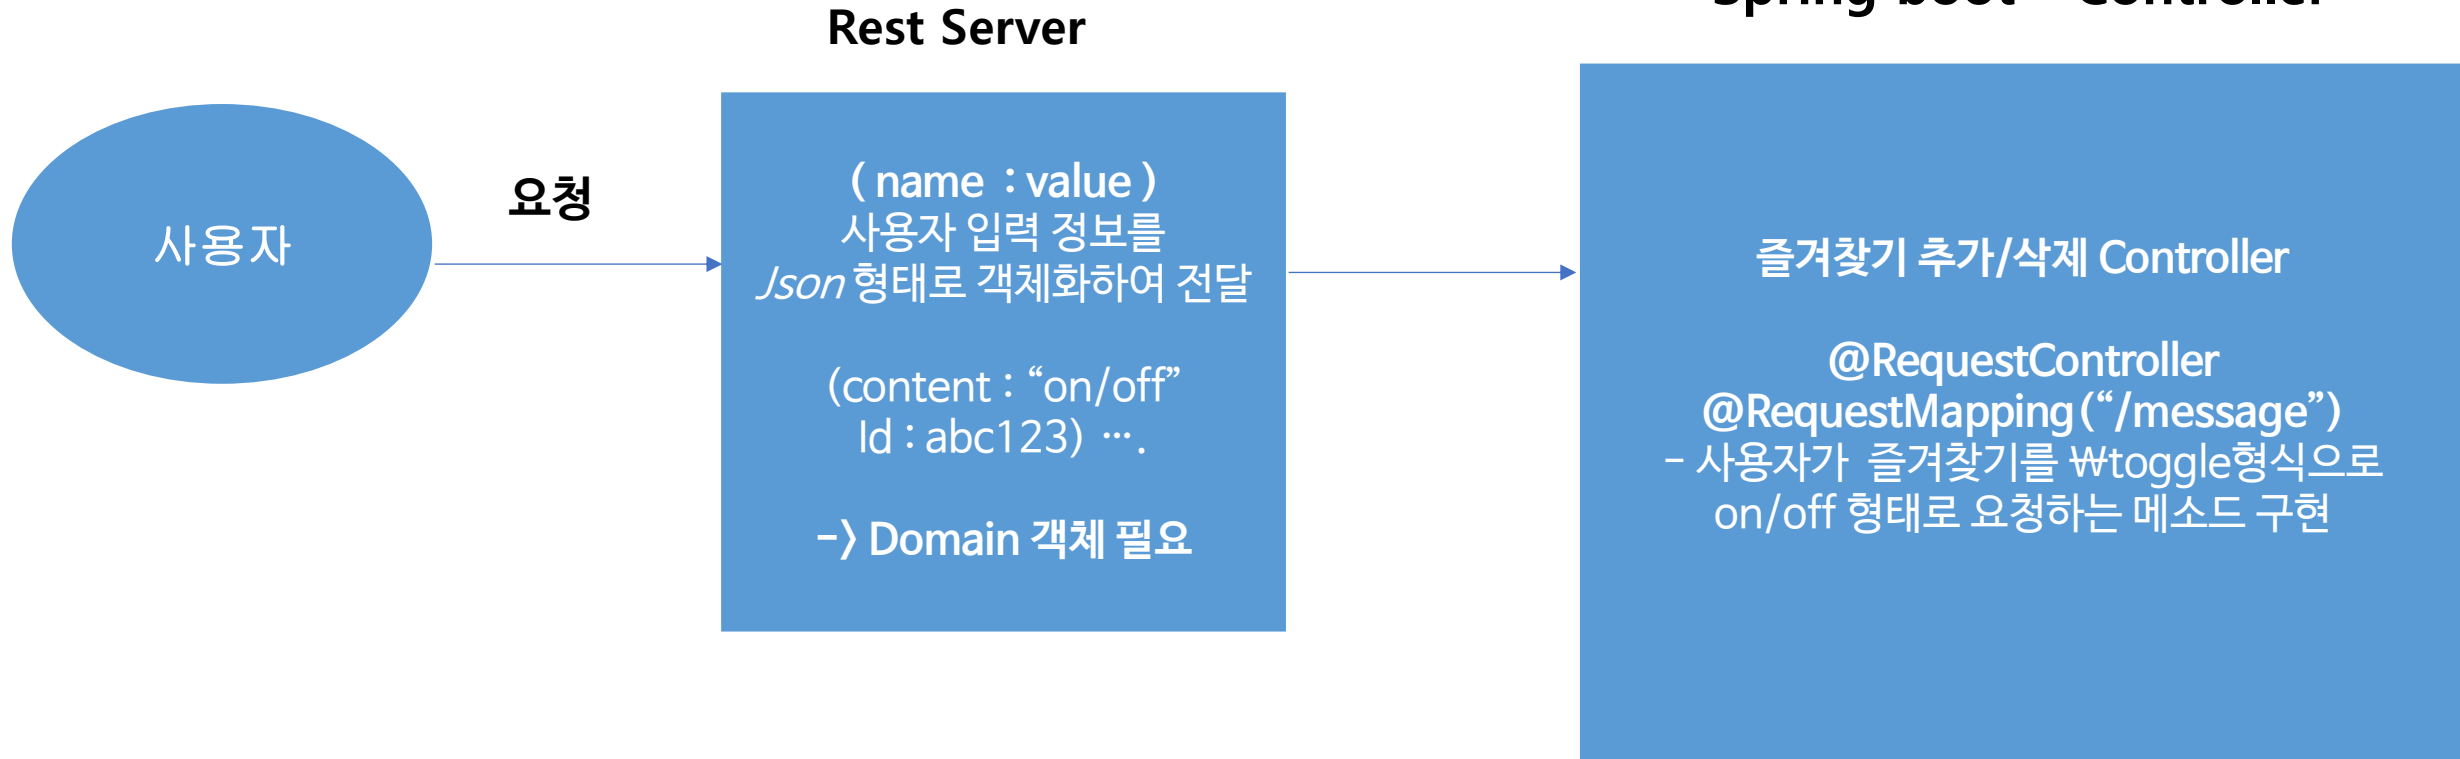 Rest Server
Spring boot - Controller
사용자
요청
( name : value )
사용자 입력 정보를
Json 형태로 객체화하여 전달
(content : “on/off”
Id : abc123) ….
-> Domain 객체 필요
즐겨찾기 추가/삭제 Controller
@RequestController
@RequestMapping(“/message”)
- 사용자가 즐겨찾기를 ₩toggle형식으로
on/off 형태로 요청하는 메소드 구현